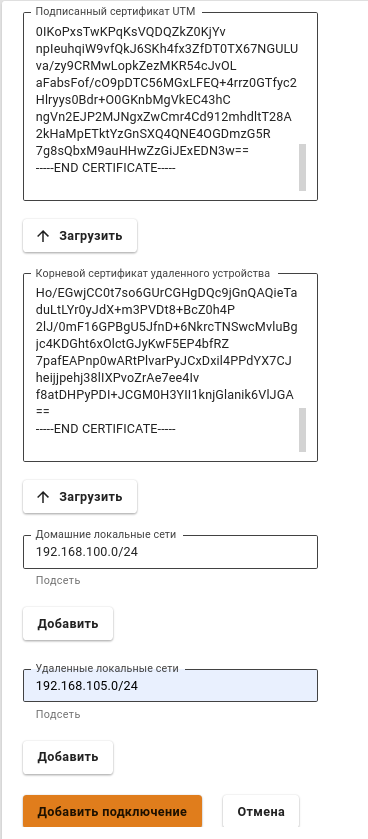 Подписанный сертификат UTM
0IKoPxsTwKPqKsVQDQZkZ0KjYv
npIeuhqiW9vfQkJ6SKh4fx3ZfDT0TX67NGULU
va/zy9CRMwLopkZezMKR54cJvOL
aFabsFof/cO9pDTC56MGxLFEQ+4rrz0GTfyc2
Hlryys0Bdr+O0GKnbMgVkEC43hC
ngVn2EJP2MJNgxZwCmr4Cd912mhdltT28A
2kHaMpETktYzGnSXQ4QNE4OGDmzG5R
7g8sQbxM9auHHwZzGiJExEDN3w==
-----END CERTIFICATE-----
Загрузить
Корневой сертификат удаленного устройства
Ho/EGwjCC0t7so6GUrCGHgDQc9jGnQAQieTa
duLtLYr0yJdX+m3PVDt8+BcZ0h4P
2lJ/0mF16GPBgU5JfnD+6NkrcTNSwcMvluBg
jc4KDGht6xOlctGJyKwF5EP4bfRZ
7pafEAPnp0wARtPlvarPyJCxDxil4PPdYX7CJ
heijjpehj38lIXPvoZrAe7ee4Iv
f8atDHPyPDI+JCGM0H3YII1knjGlanik6VlJGA
==
-----END CERTIFICATE-----
Загрузить
Домашние локальные сети
192.168.100.0/24
Подсеть
Добавить
Удаленные локальные сети
192.168.105.0/24
Подсеть
Добавить
Добавить подключение
Отмена